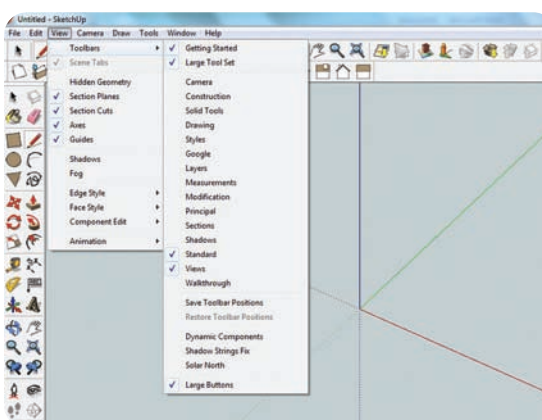 Untitled - SketchUp
File Edit View Camera Draw Tools Window Help
Toolbars
Scene Tabs
Hidden Geometry
Section Planes
Section Cuts
Axes
Guides
Shadows
Fog
Edge Style
Face Style
Component Edit
Animation
Getting Started
Large Tool Set
Camera
Construction
Solid Tools
Drawing
Styles
Google
Layers
Measurements
Modification
Principal
Sections
Shadows
Standard
Views
Walkthrough
Save Toolbar Positions
Restore Toolbar Positions
Dynamic Components
Shadow Strings Fix
Solar North
Large Buttons